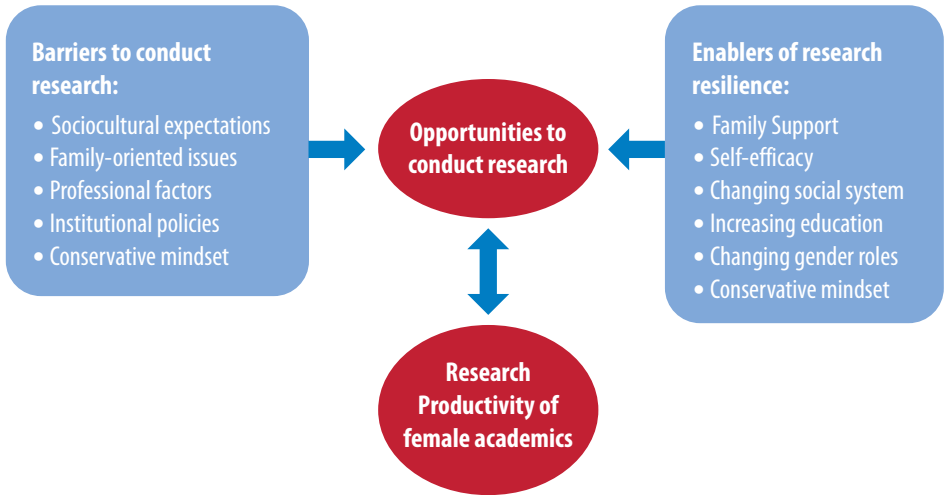 Barriers to conduct
research:
• Sociocultural expectations
• Family-oriented issues
• Professional factors
• Institutional policies
• Conservative mindset
Opportunities to
conduct research
Enablers of research
resilience:
• Family Support
• Self-efficacy
• Changing social system
• Increasing education
• Changing gender roles
• Conservative mindset
Research
Productivity of
female academics